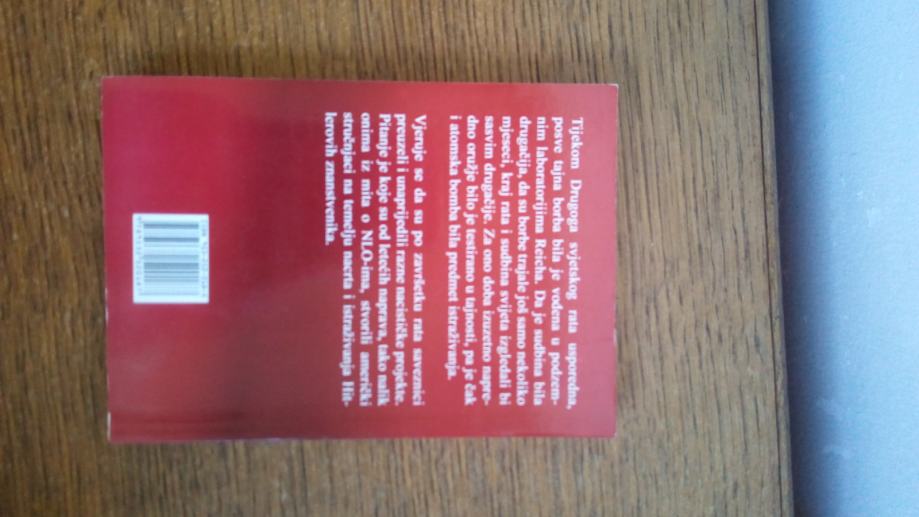 Tijekom Drugoga svjetskog rata usporedna,
posve tajna borba bila je vođena u podzem-
nim laboratorijima Reicha. Da je sudbina bila
drugačija, da su borbe trajale još samo nekoliko
mjeseci, kraj rata i sudbina svijeta izgledali bi
sasvim drugačije. Za ono doba izuzetno napre-
dno oružje bilo je testirano u tajnosti, pa je čak
i atomska bomba bila predmet istraživanja.
Vjeruje se da su po završetku rata saveznici
preuzeli i unaprijedili razne nacističke projekte.
Pitanje je koje su od letećih naprava, tako nalik
onima iz mita o NLO-ima, stvorili američki
stručnjaci na temelju nacrta i istraživanja Hit-
lerovih znanstvenika.